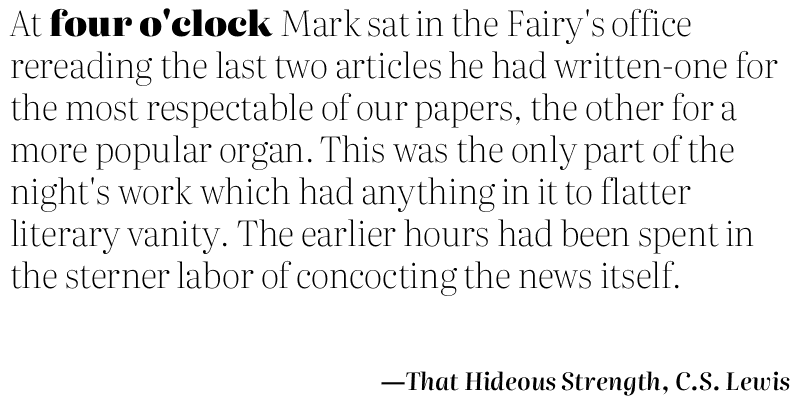 At four o'clock Mark sat in the Fairy's office
rereading the last two articles he had written-one for
the most respectable of our papers, the other for a
more popular organ. This was the only part of the
night's work which had anything in it to flatter
literary vanity. The earlier hours had been spent in
the sterner labor of concocting the news itself.
—That Hideous Strength, C.S. Lewis